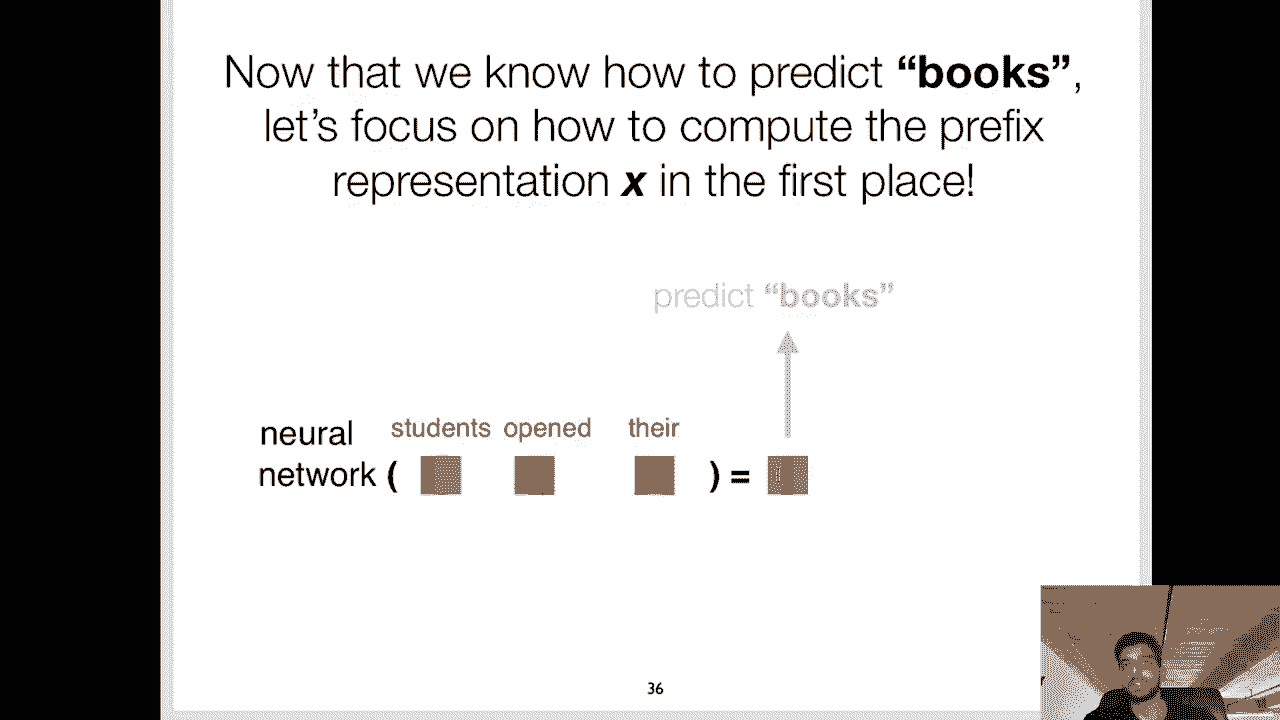 Now that we know how to predict “books”,
let’s focus on how to compute the prefix
representation x in the first place!
predict “books”
students opened their
neural
network ( ) =
36